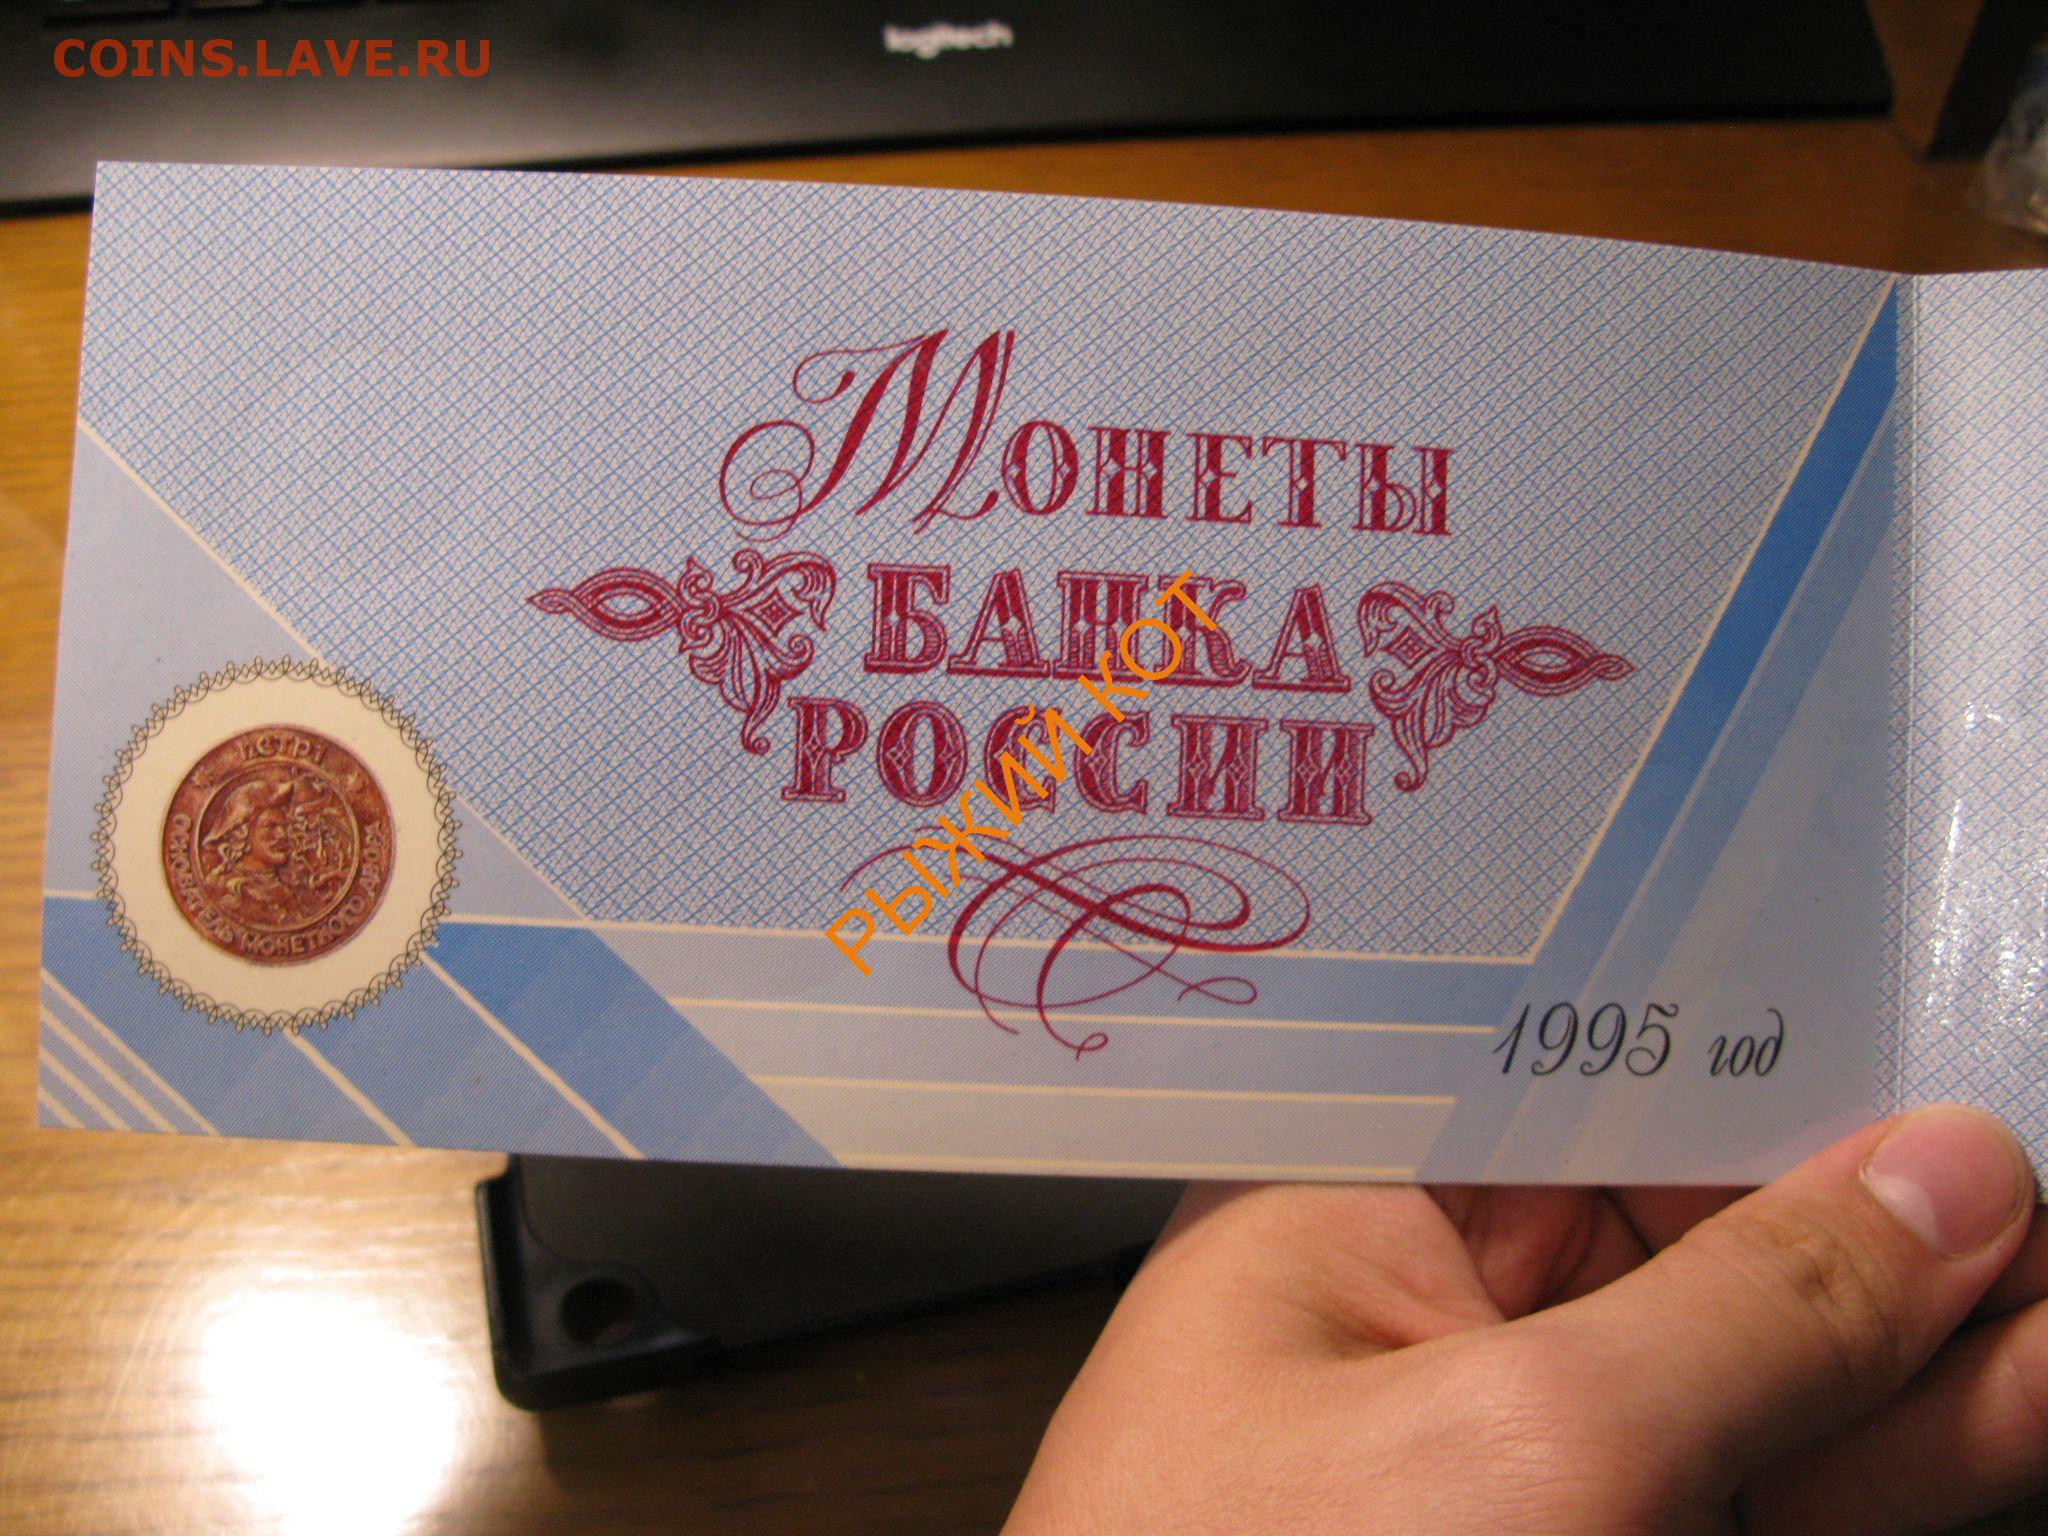 COINS.LAVE.RU
logitech
Монеты
БАНКА
РОССИИ
РЫЖИЙ КОТ
ПЕТР I
ОСНОВАТЕЛЬ МОНЕТНОГО ДВОРА
1995 год